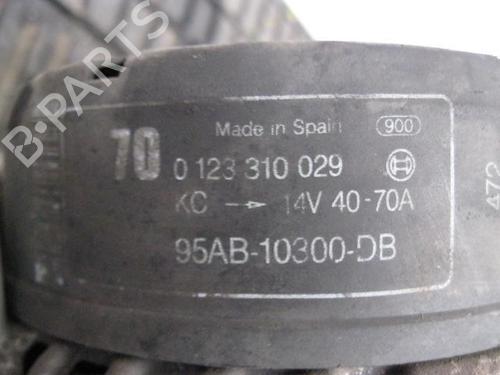 B-PARTS
Made in Spain 900
70 0 123 310 029
KC → 14V 40-70A
95AB-10300-DB
472